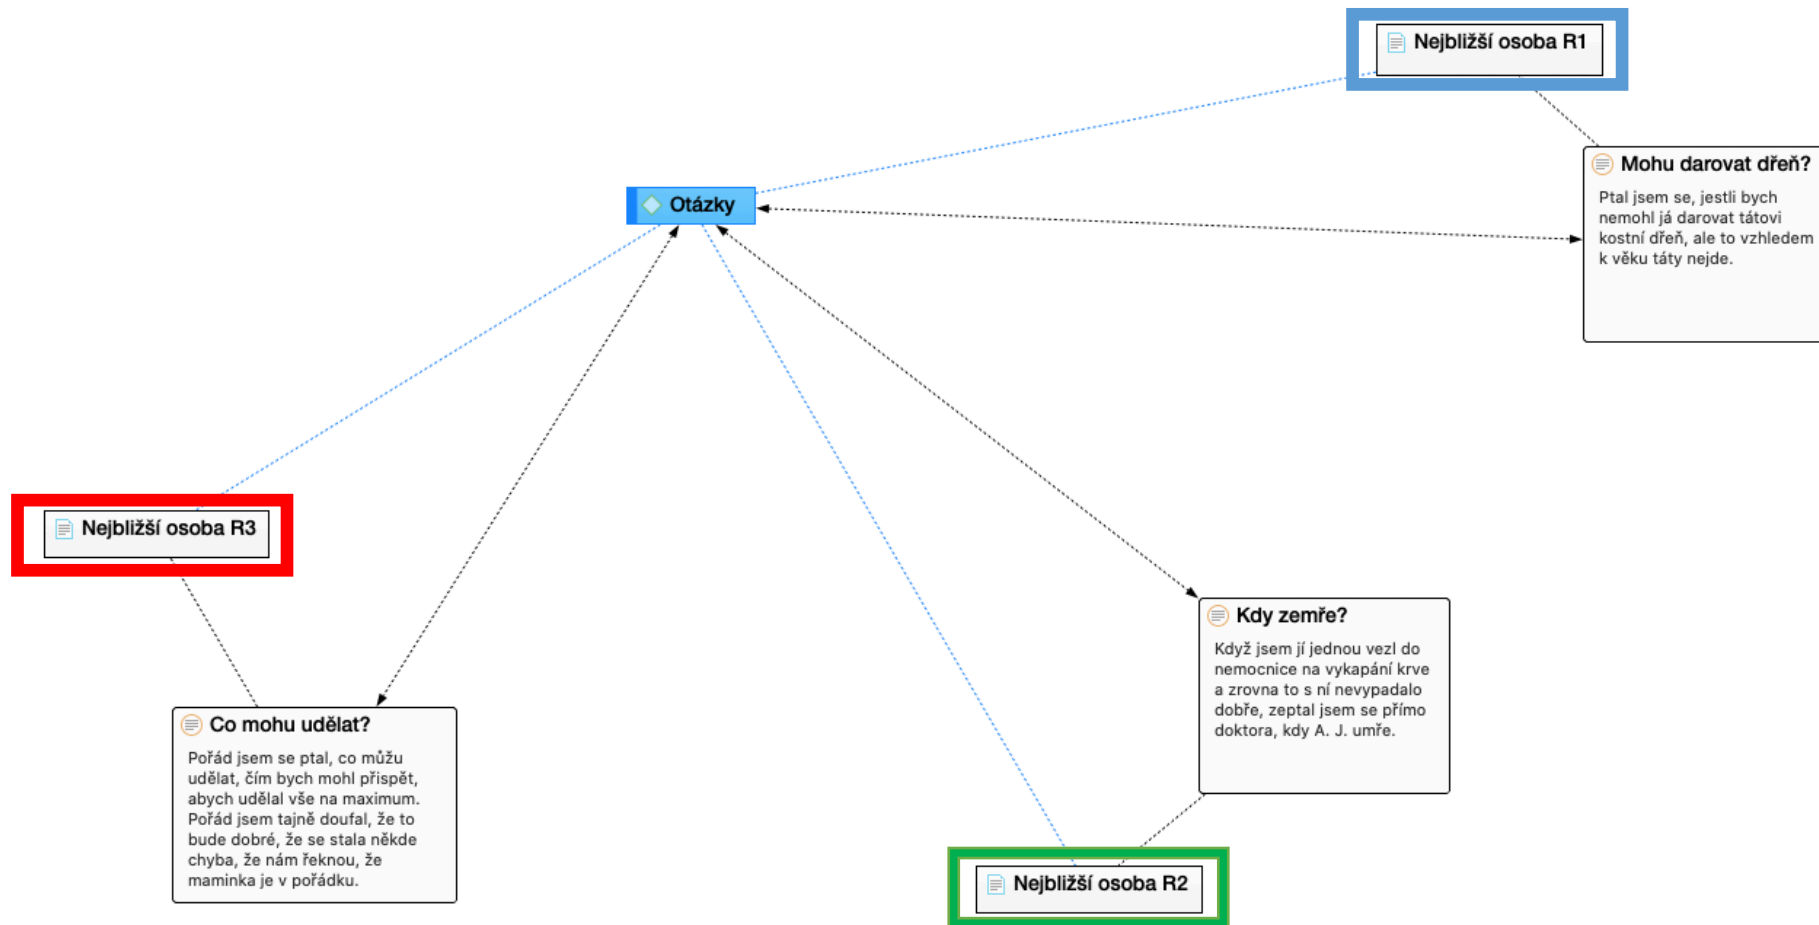 Nejbližší osoba R1
Mohu darovat dřeň?
Ptal jsem se, jestli bych
nemohl já darovat tátovi
kostní dřeň, ale to vzhledem
k věku táty nejde.
Otázky
Nejbližší osoba R3
Co mohu udělat?
Pořád jsem se ptal, co můžu
udělat, čím bych mohl přispět,
abych udělal vše na maximum.
Pořád jsem tajně doufal, že to
bude dobré, že se stala někde
chyba, že nám řeknou, že
maminka je v pořádku.
Kdy zemře?
Když jsem jí jednou vezl do
nemocnice na vykapání krve
a zrovna to s ní nevypadalo
dobře, zeptal jsem se přímo
doktora, kdy A. J. umře.
Nejbližší osoba R2